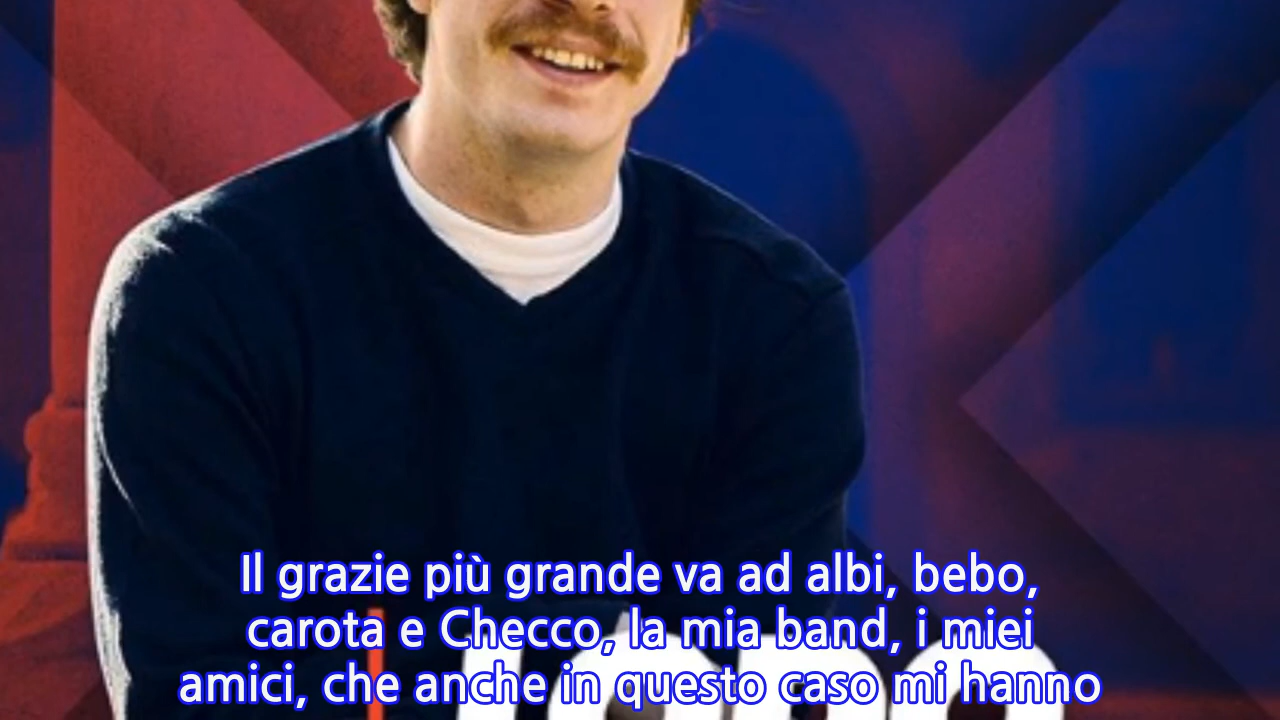 Il grazie più grande va ad albi, bebo,
carota e Checco, la mia band, i miei
amici, che anche in questo caso mi hanno